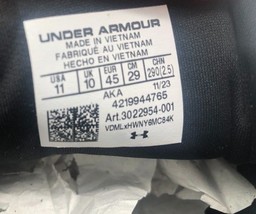 UNDER ARMOUR
MADE IN VIETNAM
FABRIQUÉ AU VIETNAM
HECHO EN VIETNAM
USA UK EUR CM CHN
11 10 45 29 290(2.5)
11/23
AKA
4219944765
Art.3022954-001
VDMLxHWNY6MC84K